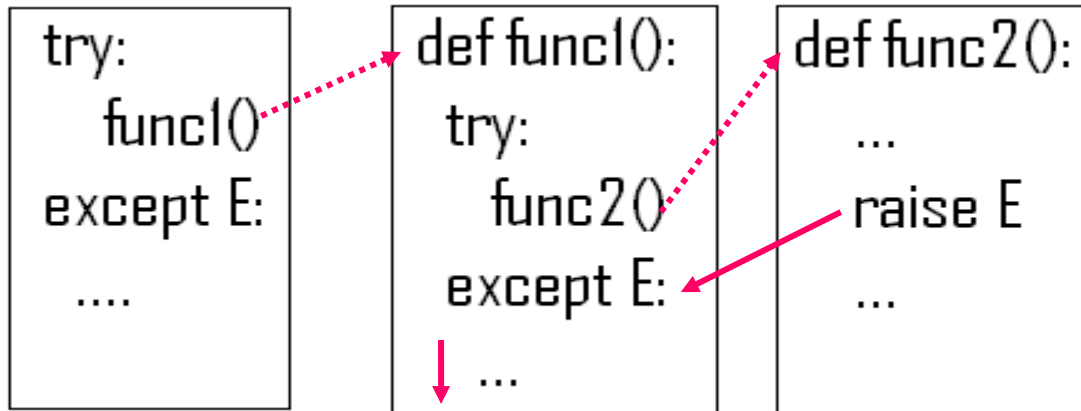 try:
func1()
except E:
....
def func1():
try:
func2()
except E:
...
def func2():
...
raise E
...